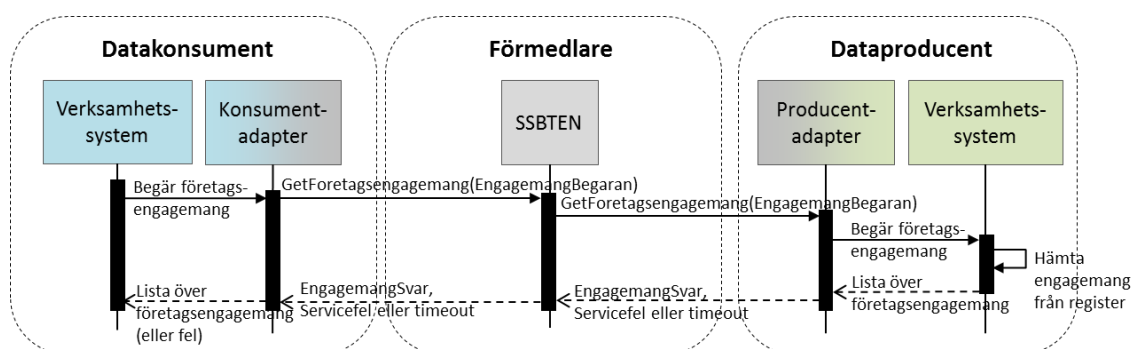 Datakonsument
Förmedlare
Dataproducent
Verksamhets-
system
Konsument-
adapter
SSBTEN
Producent-
adapter
Verksamhets-
system
Begär företags-
engagemang
GetForetagsengagemang(EngagemangBegaran)
GetForetagsengagemang(EngagemangBegaran)
Begär företags-
engagemang
Hämta
engagemang
från register
Lista över
företagsengagemang
EngagemangSvar,
Servicefel eller timeout
EngagemangSvar,
Servicefel eller timeout
Lista över
företagsengagemang
(eller fel)